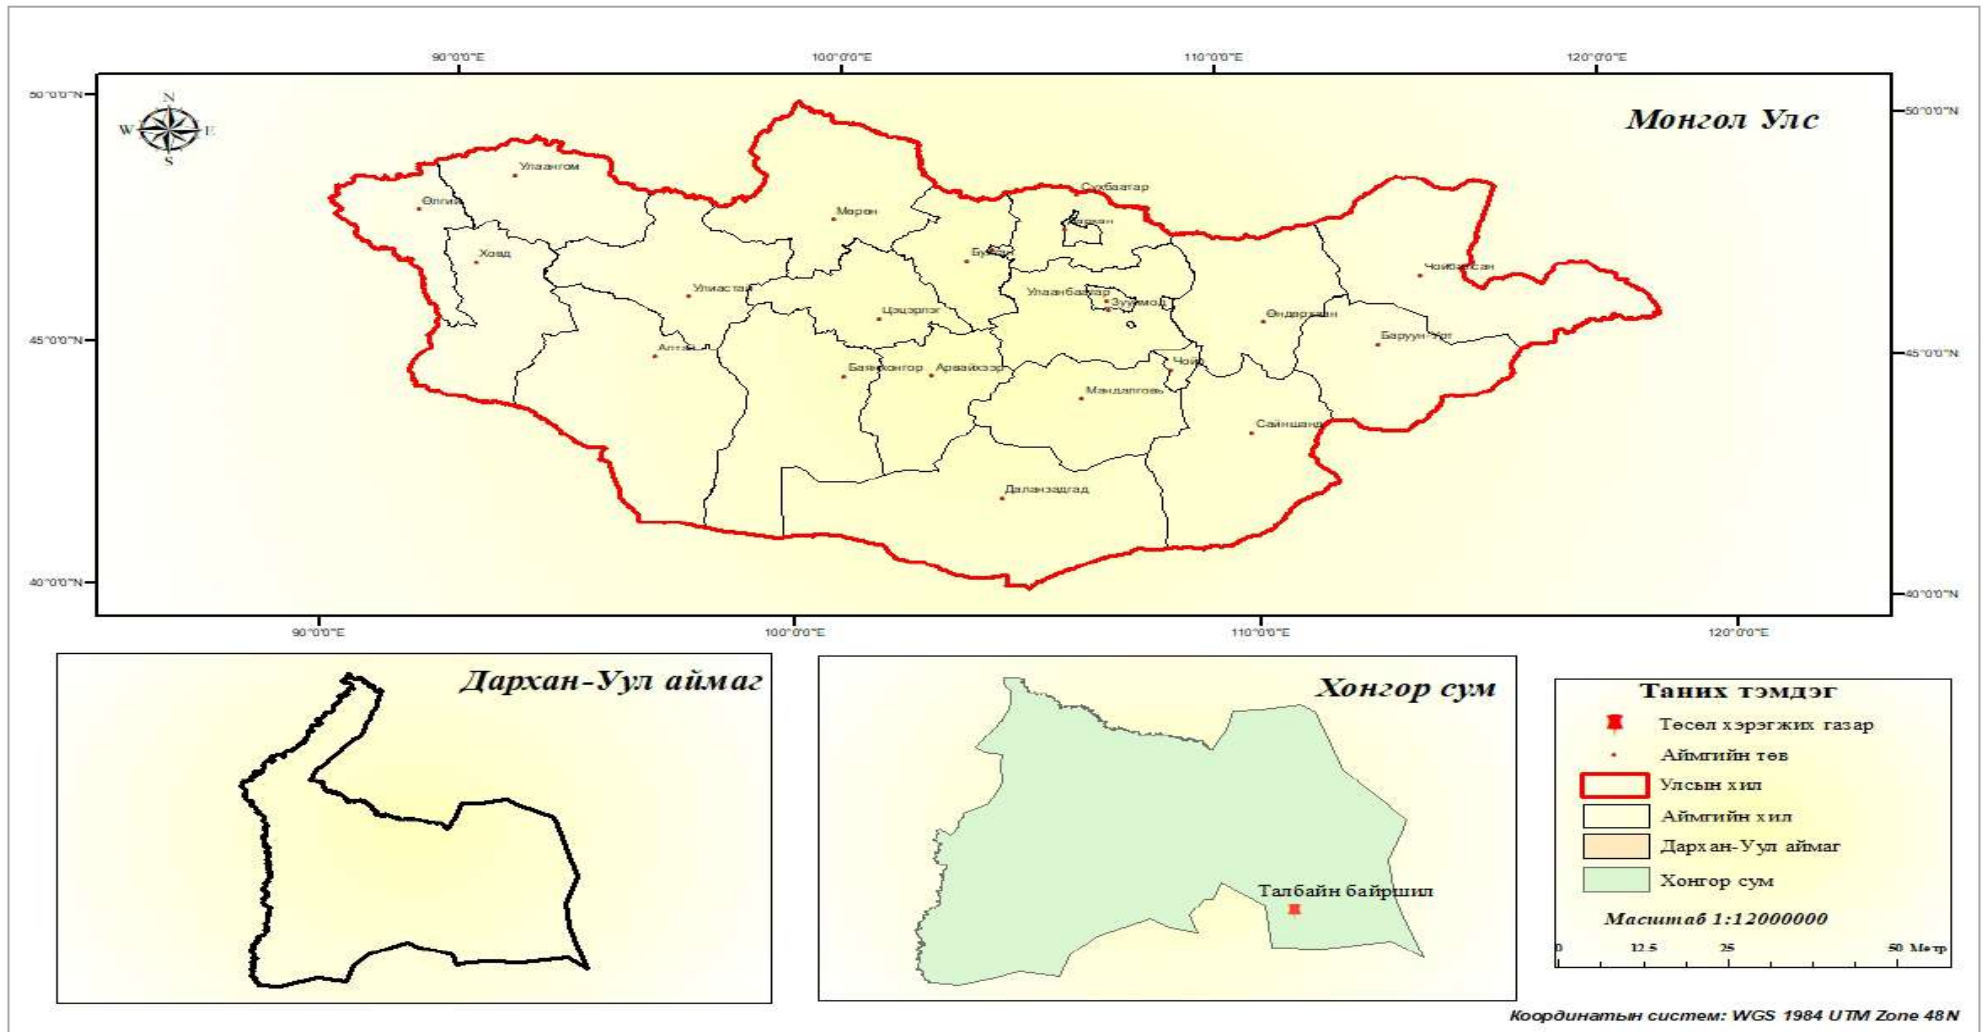 90°0'0"E 100°0'0"E 110°0'0"E 120°0'0"E
50°0'0"N
50°0'0"N
N
W E
S
Монгол Улс
Улаангом
Өлгий
Сүхбаатар
Мөрөн
Ховд
Булган
Чойбалсан
Улиастай
Улаанбаатар
Зуунмод
Цэцэрлэг
Өндөрхаан
Баруун-Урт
45°0'0"N
45°0'0"N
Алтай
Баянхонгор
Арвайхээр
Чойр
Мандалговь
Сайншанд
Даланзадгад
40°0'0"N
40°0'0"N
90°0'0"E 100°0'0"E 110°0'0"E 120°0'0"E
Дархан-Уул аймаг
Хонгор сум
Талбайн байршил
Таних тэмдэг
Төсөл хэрэгжих газар
Аймгийн төв
Улсын хил
Аймгийн хил
Дархан-Уул аймаг
Хонгор сум
Масштаб 1:12000000
0 12.5 25 50 Метр
Координатын систем: WGS 1984 UTM Zone 48N